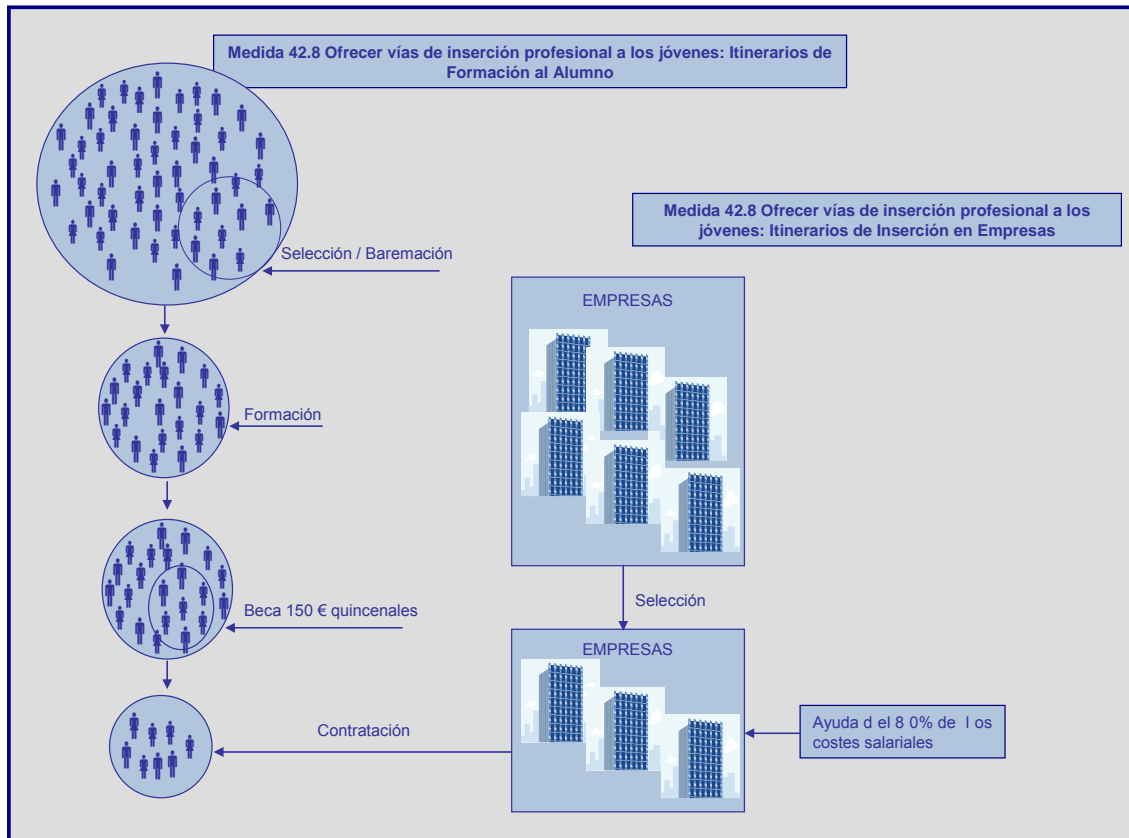 Medida 42.8 Ofrecer vías de inserción profesional a los jóvenes: Itinerarios de
Formación al Alumno
Medida 42.8 Ofrecer vías de inserción profesional a los
jóvenes: Itinerarios de Inserción en Empresas
Selección / Baremación
EMPRESAS
Formación
Selección
Beca 150 € quincenales
EMPRESAS
Contratación
Ayuda d el 8 0% de l os
costes salariales